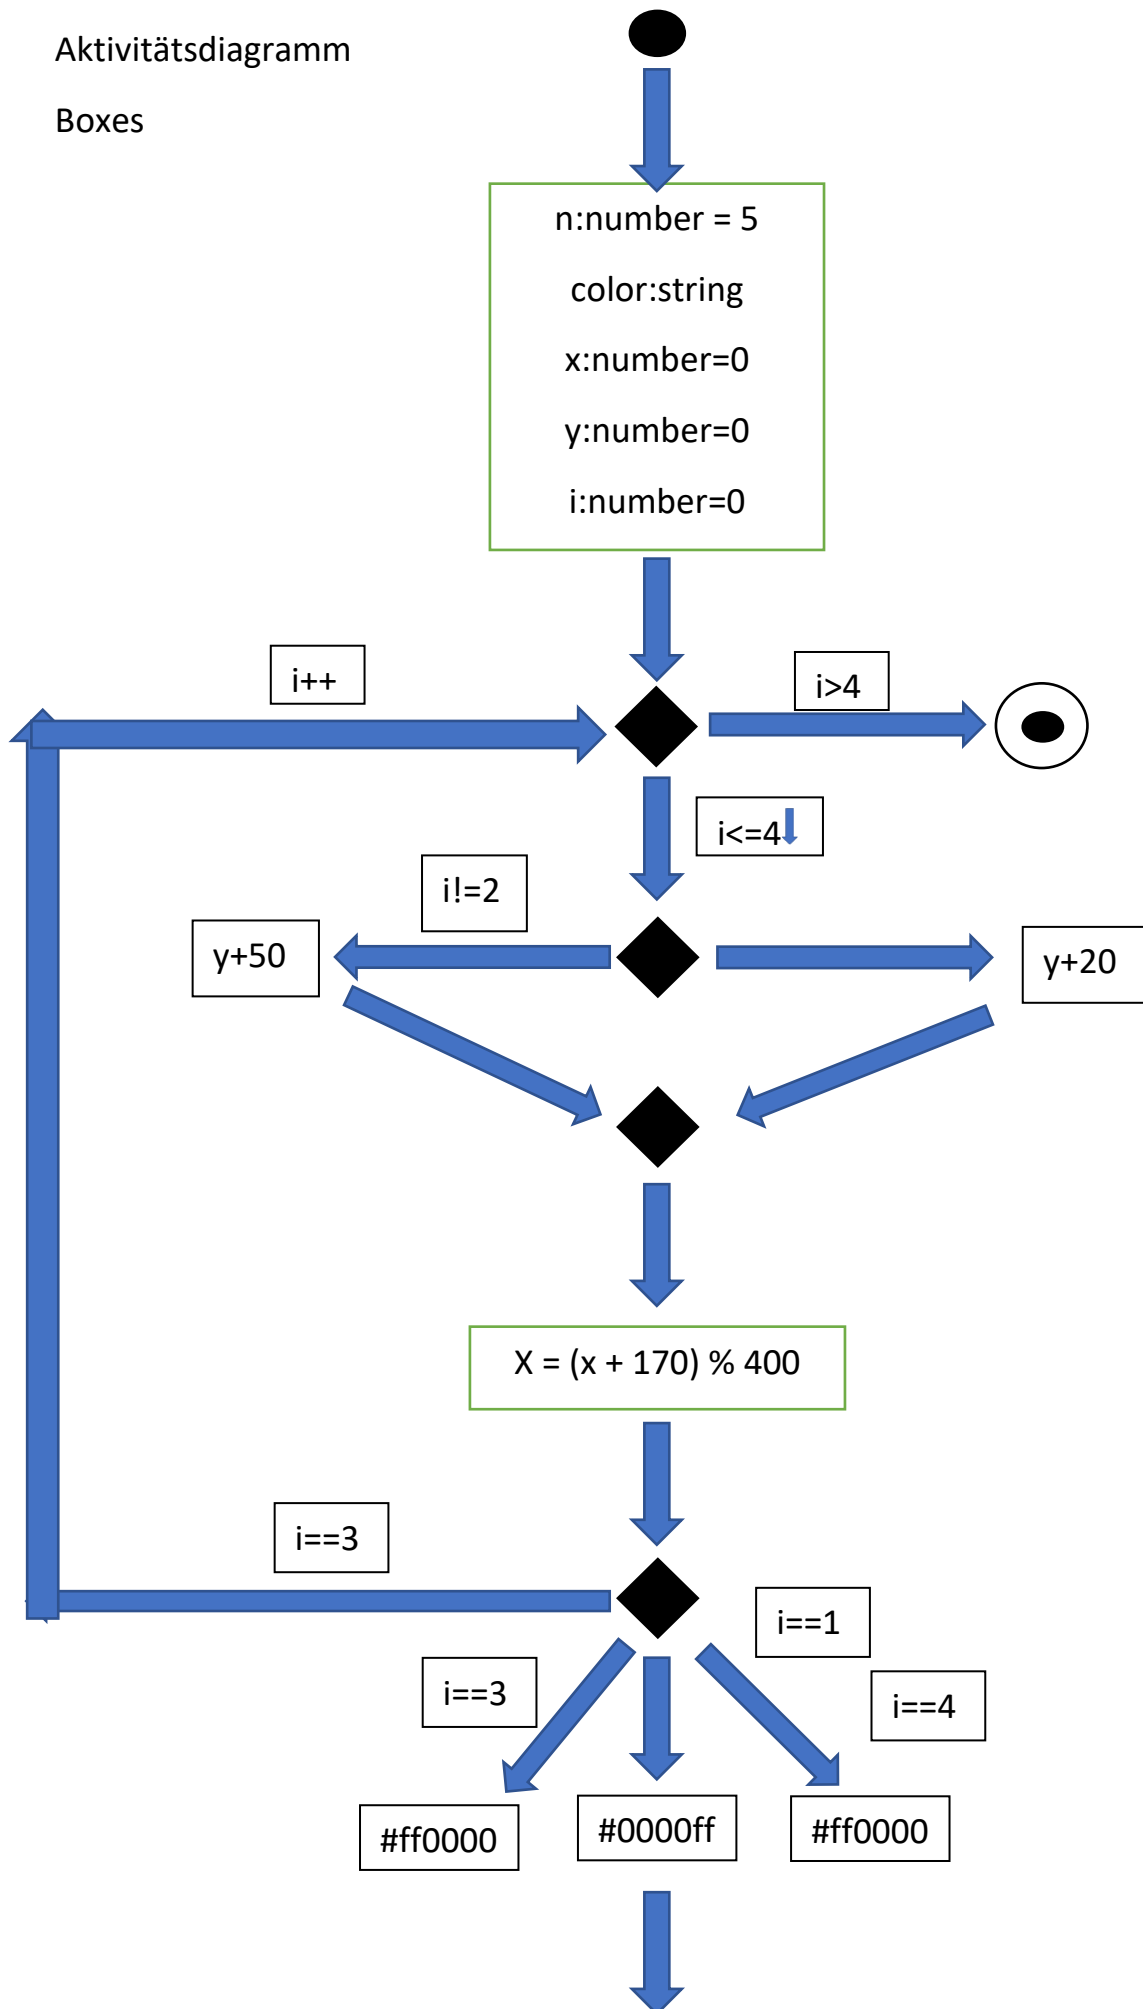 Aktivitätsdiagramm
Boxes
n:number = 5
color:string
x:number=0
y:number=0
i:number=0
i++
i>4
i<=4
i!=2
y+50
y+20
X = (x + 170) % 400
i==3
i==1
i==3
i==4
#ff0000
#0000ff
#ff0000